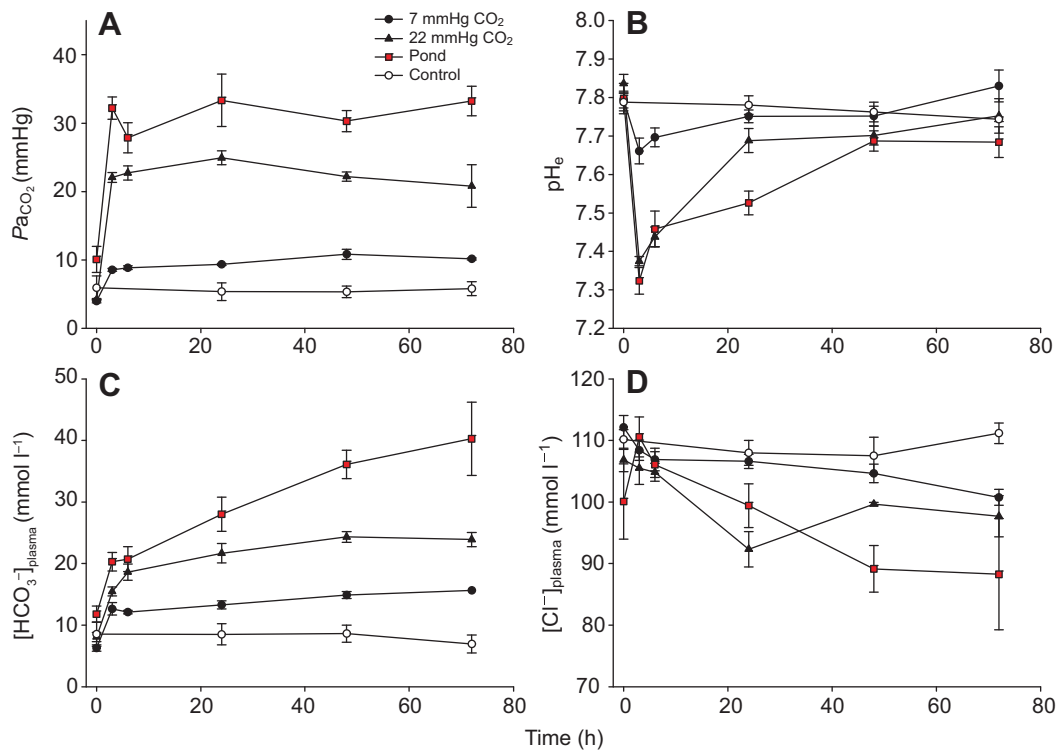 A
7 mmHg CO₂
22 mmHg CO₂
Pond
Control
PaCO₂ (mmHg)
40
30
20
10
0
0 20 40 60 80
B
pHe
8.0
7.9
7.8
7.7
7.6
7.5
7.4
7.3
7.2
0 20 40 60 80
C
[HCO₃⁻]plasma (mmol l⁻¹)
50
40
30
20
10
0
0 20 40 60 80
D
[Cl⁻]plasma (mmol l⁻¹)
120
110
100
90
80
70
0 20 40 60 80
Time (h)